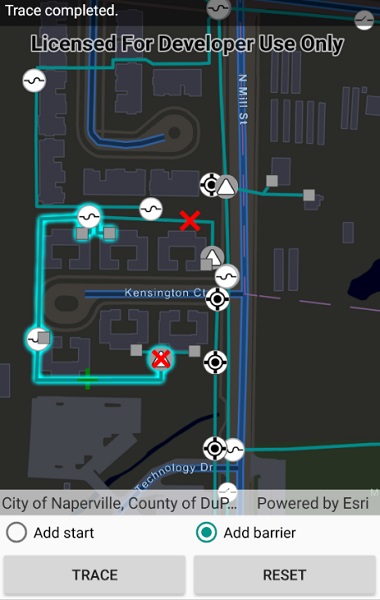 Trace completed.
Licensed For Developer Use Only
N Mill St
Kensington Ct
Technology Dr
City of Naperville, County of DuP... Powered by Esri
Add start Add barrier
TRACE RESET